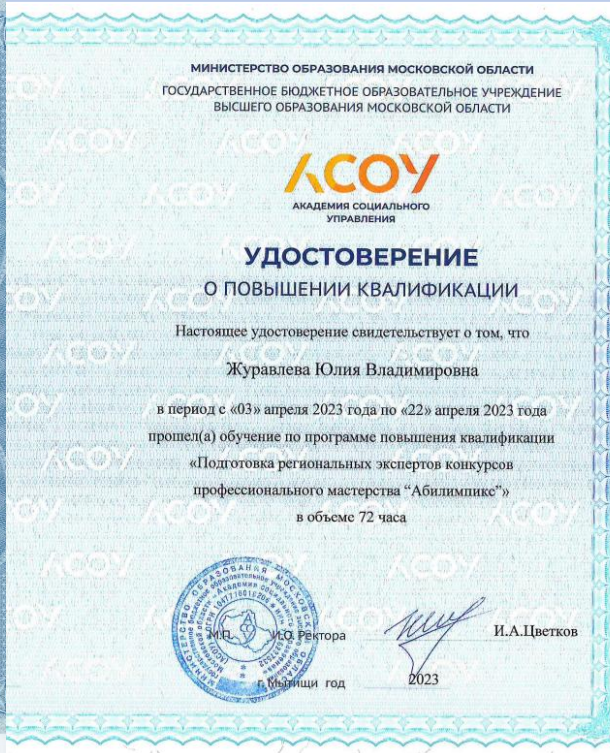 МИНИСТЕРСТВО ОБРАЗОВАНИЯ МОСКОВСКОЙ ОБЛАСТИ
ГОСУДАРСТВЕННОЕ БЮДЖЕТНОЕ ОБРАЗОВАТЕЛЬНОЕ УЧРЕЖДЕНИЕ
ВЫСШЕГО ОБРАЗОВАНИЯ МОСКОВСКОЙ ОБЛАСТИ
АСОУ
АКАДЕМИЯ СОЦИАЛЬНОГО
УПРАВЛЕНИЯ
УДОСТОВЕРЕНИЕ
О ПОВЫШЕНИИ КВАЛИФИКАЦИИ
Настоящее удостоверение свидетельствует о том, что
Журавлева Юлия Владимировна
в период с «03» апреля 2023 года по «22» апреля 2023 года
прошел(а) обучение по программе повышения квалификации
«Подготовка региональных экспертов конкурсов
профессионального мастерства “Абилимпикс”»
в объеме 72 часа
М.П. И.О. Ректора И.А.Цветков
г. Мытищи год 2023